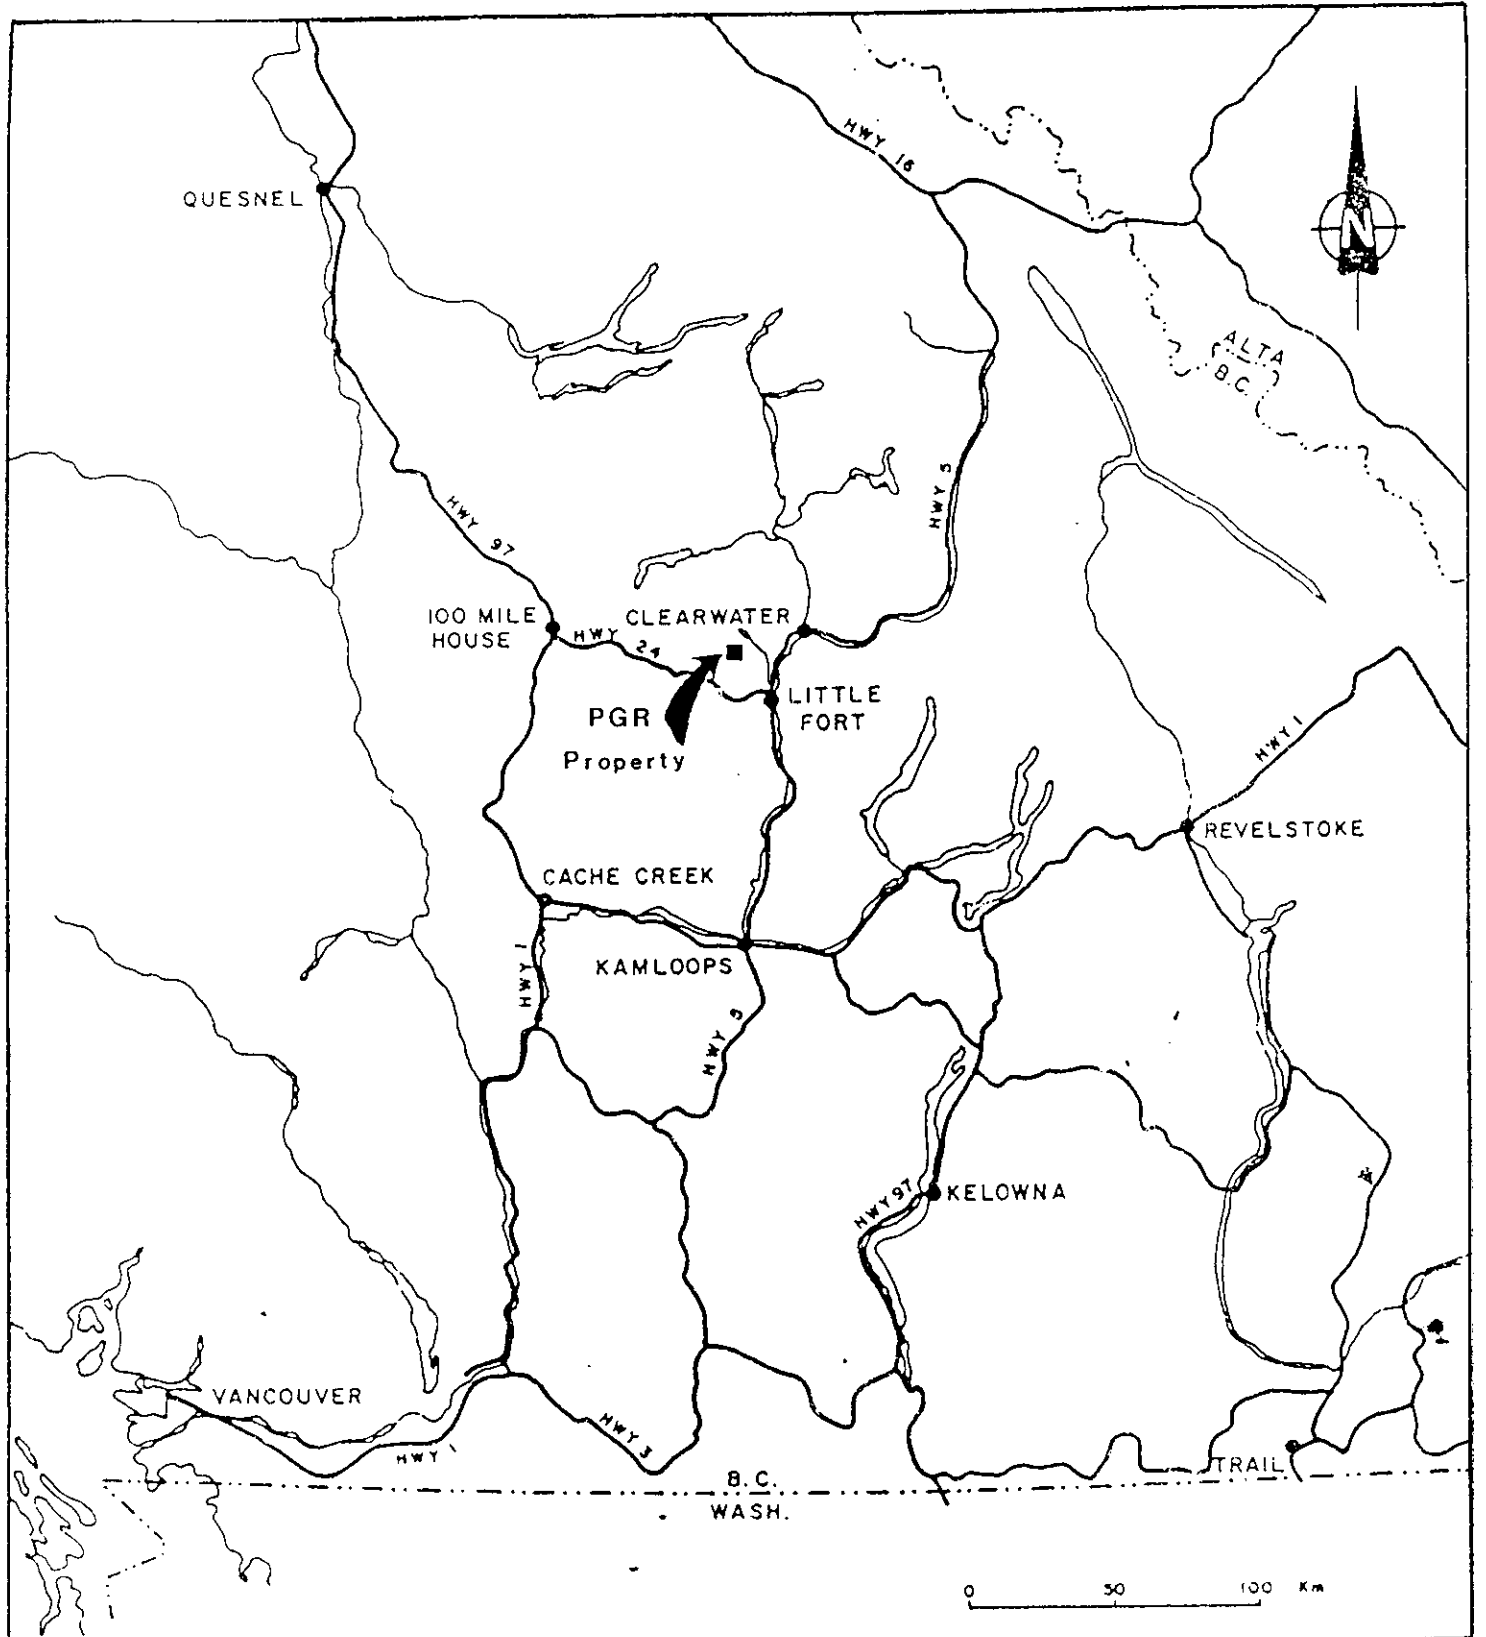 HWY 16
N
QUESNEL
ALTA
B.C.
HWY 5
HWY 97
100 MILE
HOUSE
CLEARWATER
HWY 24
LITTLE
FORT
PGR
Property
HWY 1
REVELSTOKE
CACHE CREEK
KAMLOOPS
HWY 1
HWY 5
HWY 97
KELOWNA
VANCOUVER
HWY 1
HWY 3
TRAIL
B.C.
WASH.
0 50 100 Km